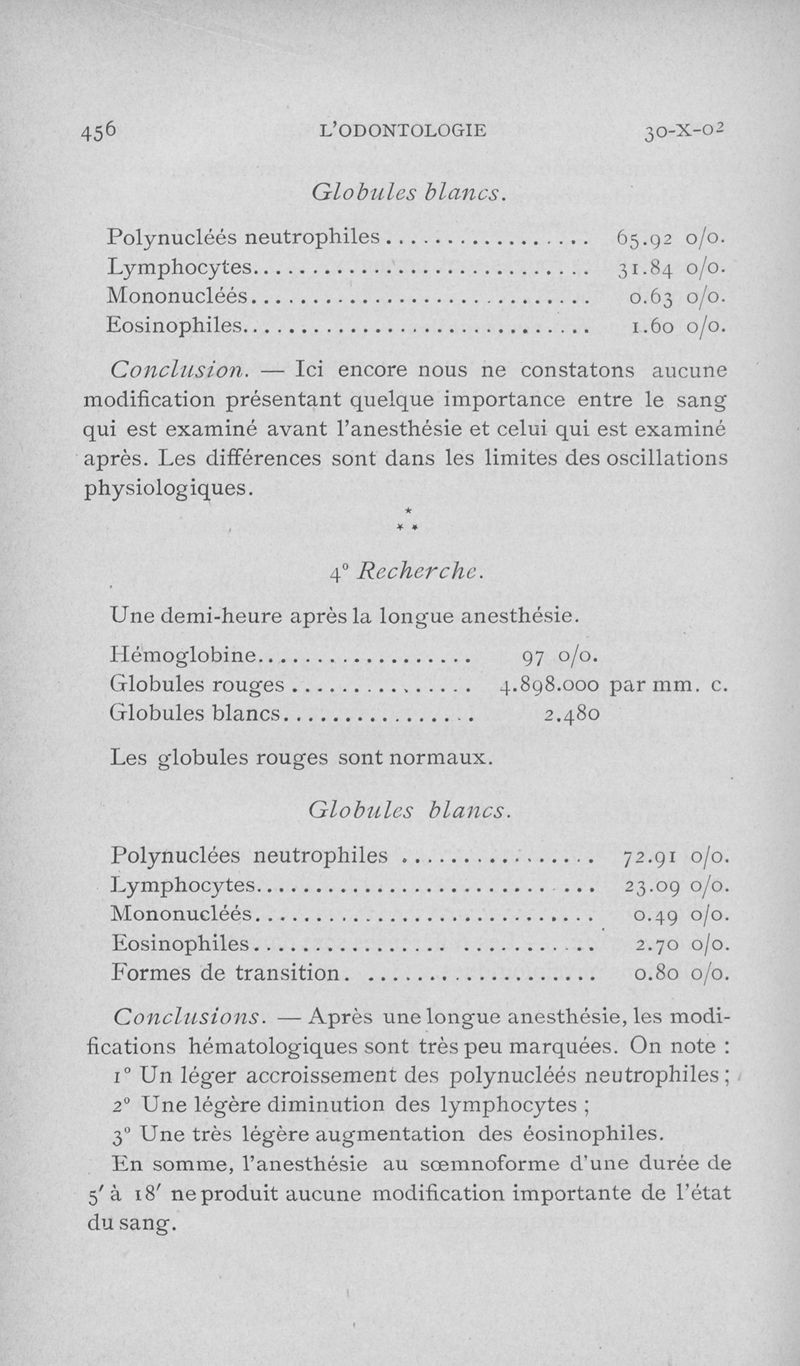 456 L'ODONTOLOGIE 30-X-02
Globules blancs.
Polynucléés neutrophiles ................. 65.92 o/o.
Lymphocytes............................. 31.84 o/o.
Mononucléés............................. 0.63 o/o.
Eosinophiles............................. 1.60 o/o.
Conclusion. — Ici encore nous ne constatons aucune
modification présentant quelque importance entre le sang
qui est examiné avant l'anesthésie et celui qui est examiné
après. Les différences sont dans les limites des oscillations
physiologiques.
*
* *
4° Recherche.
Une demi-heure après la longue anesthésie.
Hémoglobine.................. 97 o/o.
Globules rouges ............... 4.898.000 par mm. c.
Globules blancs................ 2.480
Les globules rouges sont normaux.
Globules blancs.
Polynuclées neutrophiles ................ 72.91 o/o.
Lymphocytes............................. 23.09 o/o.
Mononucléés............................. 0.49 o/o.
Eosinophiles............................. 2.70 o/o.
Formes de transition. ................... 0.80 o/o.
Conclusions. — Après une longue anesthésie, les modi-
fications hématologiques sont très peu marquées. On note :
1° Un léger accroissement des polynucléés neutrophiles ;
2° Une légère diminution des lymphocytes ;
3° Une très légère augmentation des éosinophiles.
En somme, l'anesthésie au sœmnoforme d'une durée de
5' à 18' ne produit aucune modification importante de l'état
du sang.